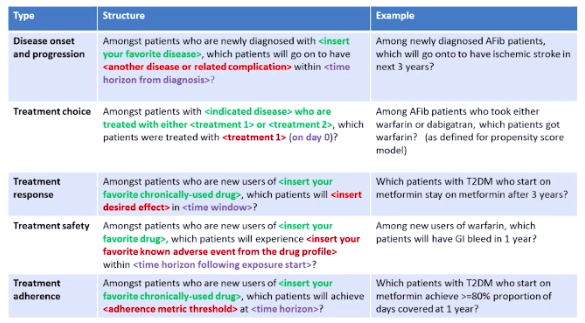 Type Structure Example
Disease onset and progression
Amongst patients who are newly diagnosed with <insert
your favorite disease>, which patients will go on to have
<another disease or related complication> within <time
horizon from diagnosis>?
Among newly diagnosed AFib patients,
which will go onto to have ischemic stroke in
next 3 years?
Treatment choice
Amongst patients with <indicated disease> who are
treated with either <treatment 1> or <treatment 2>, which
patients were treated with <treatment 1> (on day 0)?
Among AFib patients who took either
warfarin or dabigatran, which patients got
warfarin? (as defined for propensity score
model)
Treatment
response
Amongst patients who are new users of <insert your
favorite chronically-used drug>, which patients will <insert
desired effect> in <time window>?
Which patients with T2DM who start on
metformin stay on metformin after 3 years?
Treatment safety
Amongst patients who are new users of <insert your
favorite drug>, which patients will experience <insert your
favorite known adverse event from the drug profile>
within <time horizon following exposure start>?
Among new users of warfarin, which
patients will have GI bleed in 1 year?
Treatment
adherence
Amongst patients who are new users of <insert your
favorite chronically-used drug>, which patients will achieve
<adherence metric threshold> at <time horizon>?
Which patients with T2DM who start on
metformin achieve >=80% proportion of
days covered at 1 year?